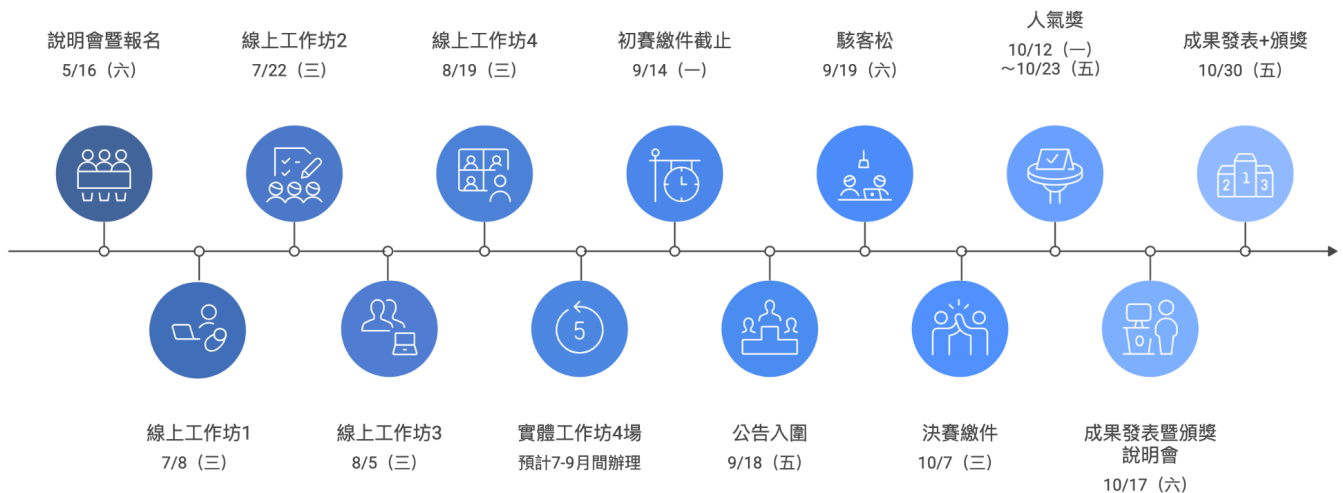 說明會暨報名
5/16（六）
線上工作坊2
7/22（三）
線上工作坊4
8/19（三）
初賽繳件截止
9/14（一）
駭客松
9/19（六）
人氣獎
10/12（一）
～10/23（五）
成果發表+頒獎
10/30（五）
5
2
1
3
線上工作坊1
7/8（三）
線上工作坊3
8/5（三）
實體工作坊4場
預計7-9月間辦理
公告入圍
9/18（五）
決賽繳件
10/7（三）
成果發表暨頒獎
說明會
10/17（六）